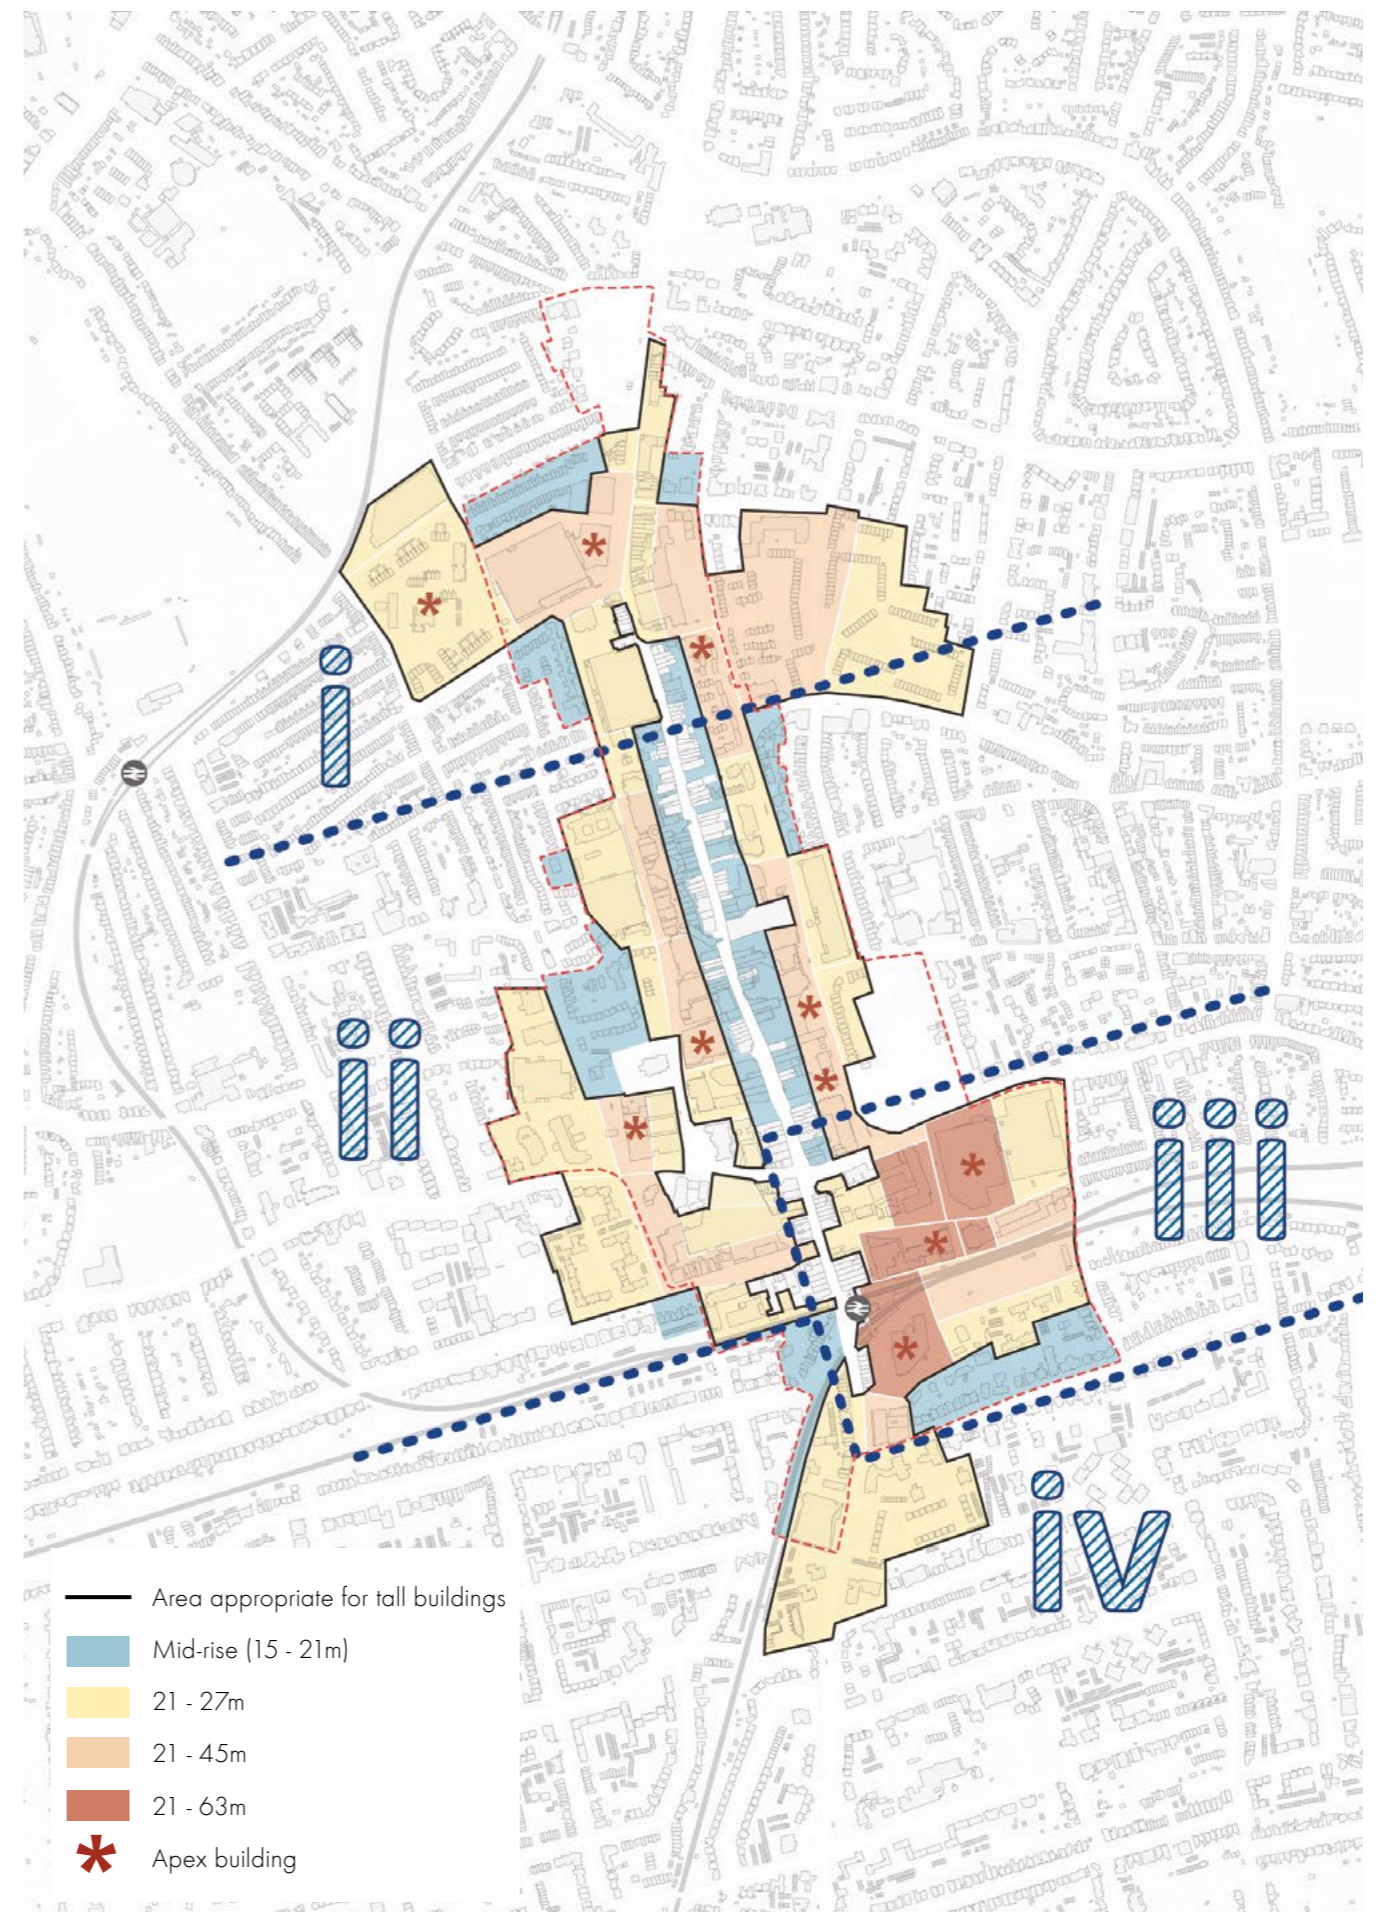 i
ii
iii
iv
Area appropriate for tall buildings
Mid-rise (15 - 21m)
21 - 27m
21 - 45m
21 - 63m
Apex building